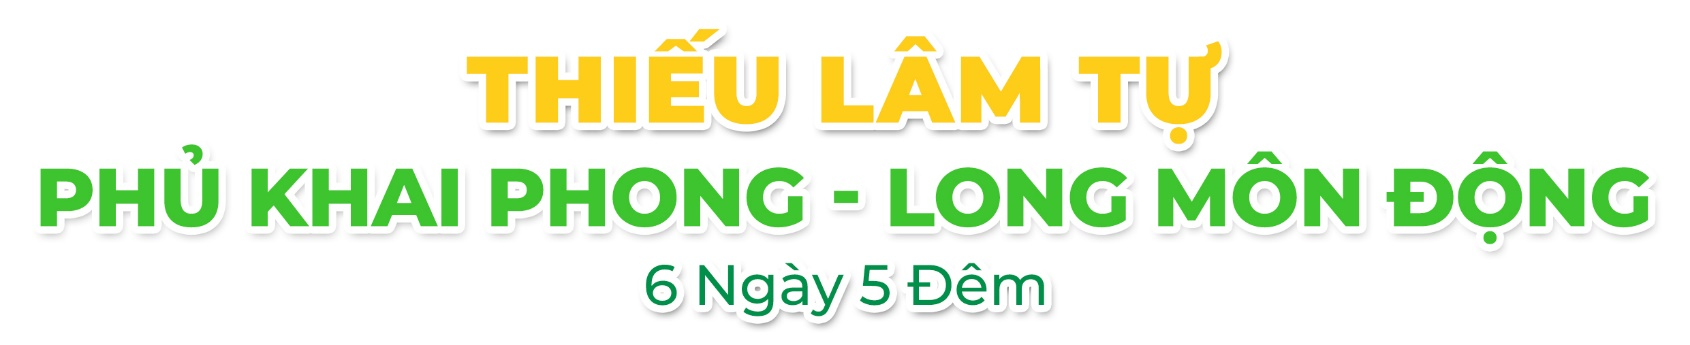 THIẾU LÂM TỰ
PHỦ KHAI PHONG - LONG MÔN ĐỘNG
6 Ngày 5 Đêm